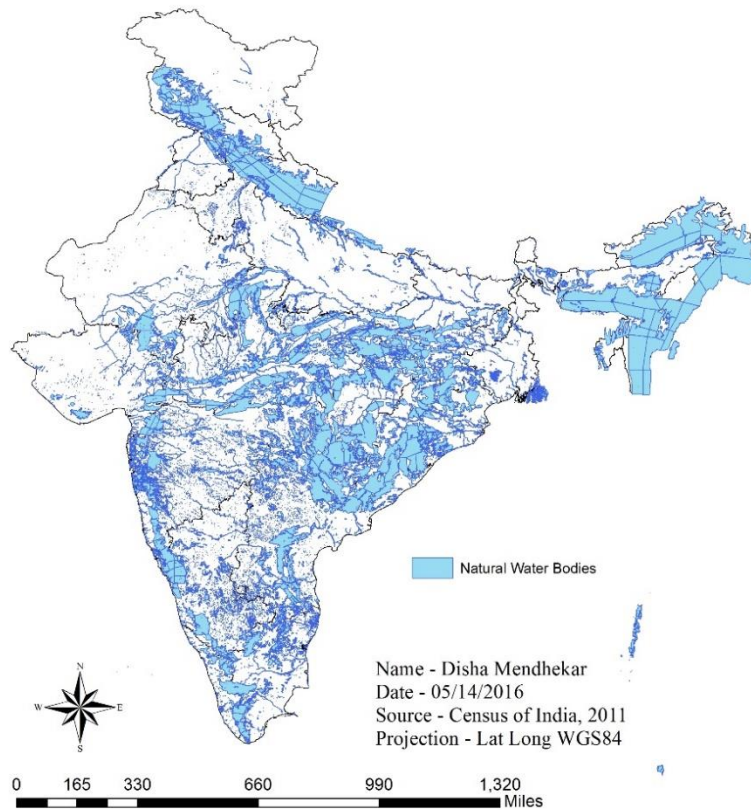 Natural Water Bodies
Name - Disha Mendhekar
Date - 05/14/2016
Source - Census of India, 2011
Projection - Lat Long WGS84
N
W E
S
0 165 330 660 990 1,320
Miles